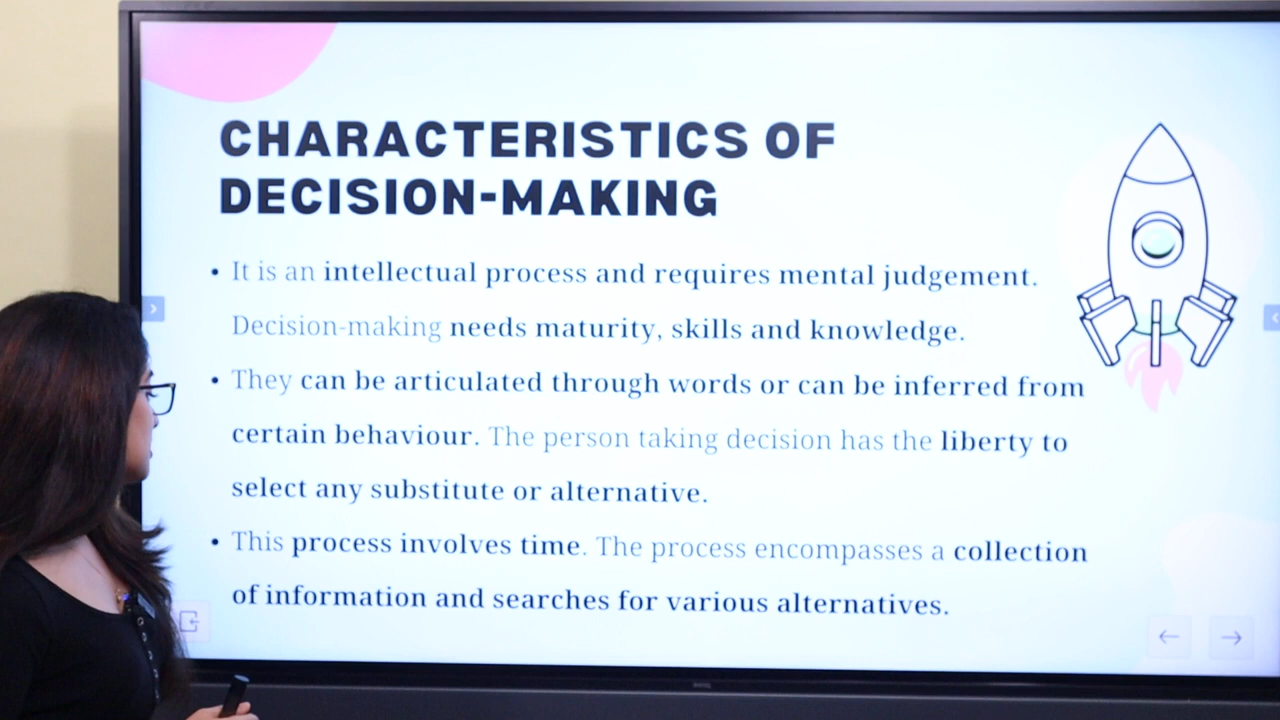 CHARACTERISTICS OF
DECISION-MAKING
• It is an intellectual process and requires mental judgement.
Decision-making needs maturity, skills and knowledge.
• They can be articulated through words or can be inferred from
certain behaviour. The person taking decision has the liberty to
select any substitute or alternative.
• This process involves time. The process encompasses a collection
of information and searches for various alternatives.